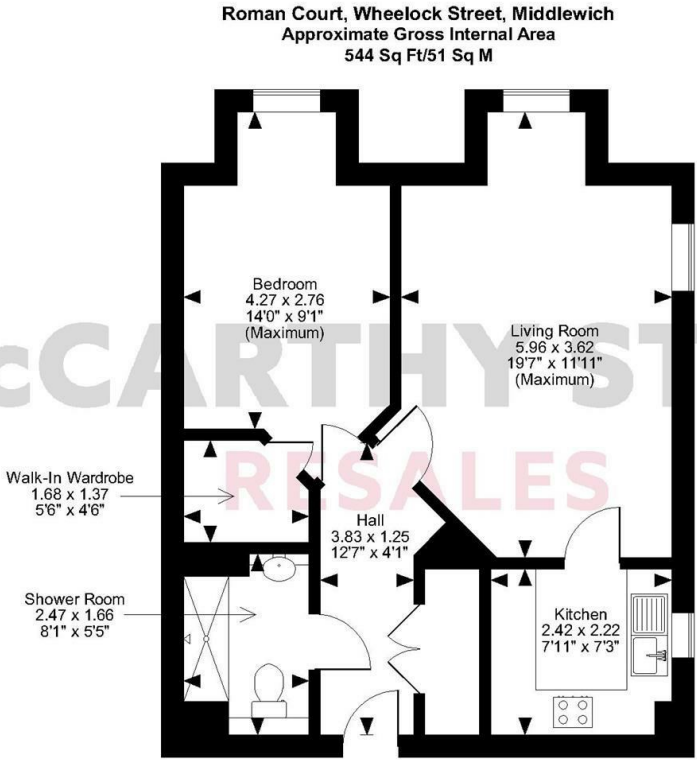 Roman Court, Wheelock Street, Middlewich
Approximate Gross Internal Area
544 Sq Ft/51 Sq M
Bedroom
4.27 x 2.76
14'0" x 9'1"
(Maximum)
Living Room
5.96 x 3.62
19'7" x 11'11"
(Maximum)
cCARTHY ST
RESALES
Walk-In Wardrobe
1.68 x 1.37
5'6" x 4'6"
Hall
3.83 x 1.25
12'7" x 4'1"
Shower Room
2.47 x 1.66
8'1" x 5'5"
Kitchen
2.42 x 2.22
7'11" x 7'3"